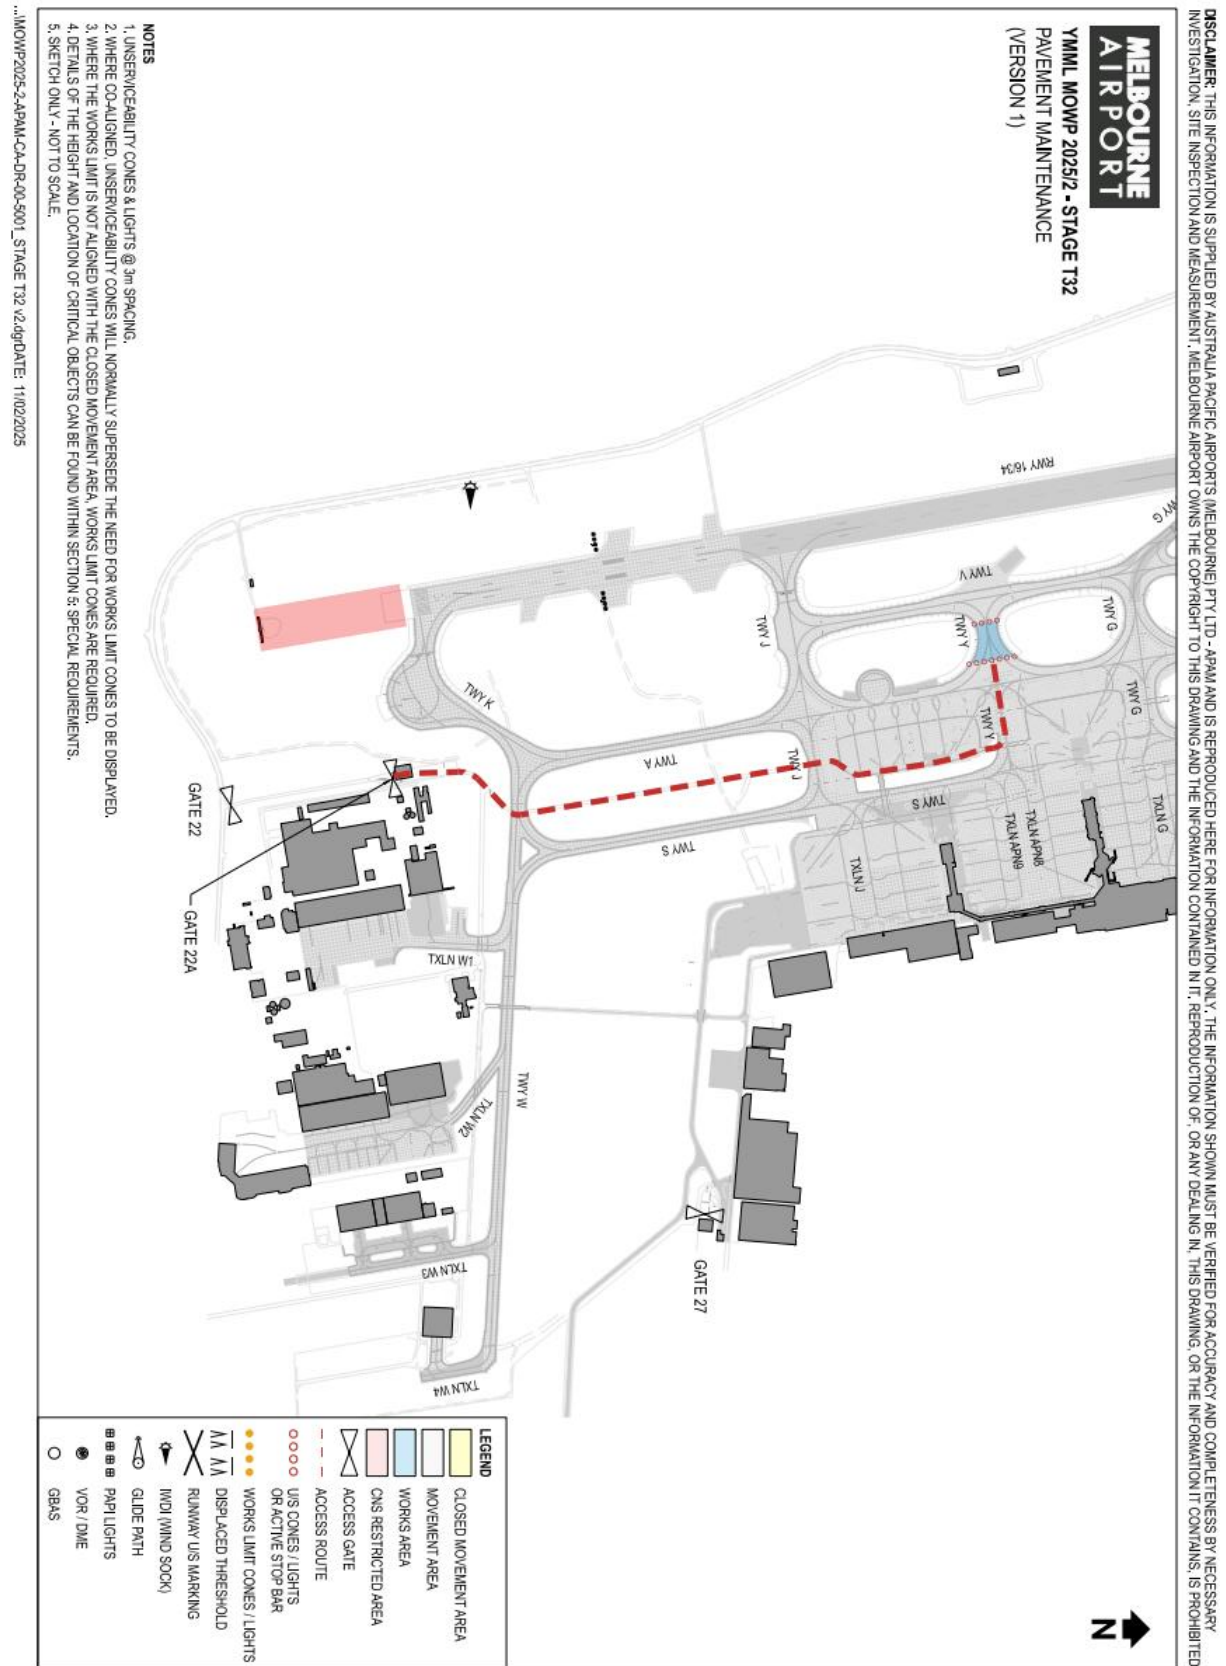 DISCLAIMER: THIS INFORMATION IS SUPPLIED BY AUSTRALIA PACIFIC AIRPORTS (MELBOURNE) PTY LTD - APAM AND IS REPRODUCED HERE FOR INFORMATION ONLY. THE INFORMATION SHOWN MUST BE VERIFIED FOR ACCURACY AND COMPLETENESS BY NECESSARY
INVESTIGATION, SITE INSPECTION AND MEASUREMENT. MELBOURNE AIRPORT OWNS THE COPYRIGHT TO THIS DRAWING AND THE INFORMATION CONTAINED IN IT. REPRODUCTION OF, OR ANY DEALING IN, THIS DRAWING, OR THE INFORMATION IT CONTAINS, IS PROHIBITED
MELBOURNE
AIRPORT
YMML MOWP 2025/2 - STAGE T32
PAVEMENT MAINTENANCE
(VERSION 1)
N
RWY 16/34
TWY G
TWY V
TWY G
TWY Y
TWY J
TWY G
TWY Y
TWY K
TWY A
TWY J
TWY S
TXLN G
TXLN APN8
TXLN APN9
TWY S
TXLN J
GATE 22
GATE 22A
TXLN W1
TWY W
TXLN W2
GATE 27
TXLN W3
TXLN W4
NOTES
1. UNSERVICEABILITY CONES & LIGHTS @ 3m SPACING.
2. WHERE CO-ALIGNED, UNSERVICEABILITY CONES WILL NORMALLY SUPERSEDE THE NEED FOR WORKS LIMIT CONES TO BE DISPLAYED.
3. WHERE THE WORKS LIMIT IS NOT ALIGNED WITH THE CLOSED MOVEMENT AREA, WORKS LIMIT CONES ARE REQUIRED.
4. DETAILS OF THE HEIGHT AND LOCATION OF CRITICAL OBJECTS CAN BE FOUND WITHIN SECTION 5: SPECIAL REQUIREMENTS.
5. SKETCH ONLY - NOT TO SCALE.
LEGEND
CLOSED MOVEMENT AREA
MOVEMENT AREA
WORKS AREA
CNS RESTRICTED AREA
ACCESS GATE
ACCESS ROUTE
U/S CONES / LIGHTS
OR ACTIVE STOP BAR
WORKS LIMIT CONES / LIGHTS
DISPLACED THRESHOLD
RUNWAY U/S MARKING
IWDI (WIND SOCK)
GLIDE PATH
PAPI LIGHTS
VOR / DME
GBAS
...\MOWP2025-2-APAM-CA-DR-00-5001_STAGE T32 v2.dgnDATE: 11/02/2025